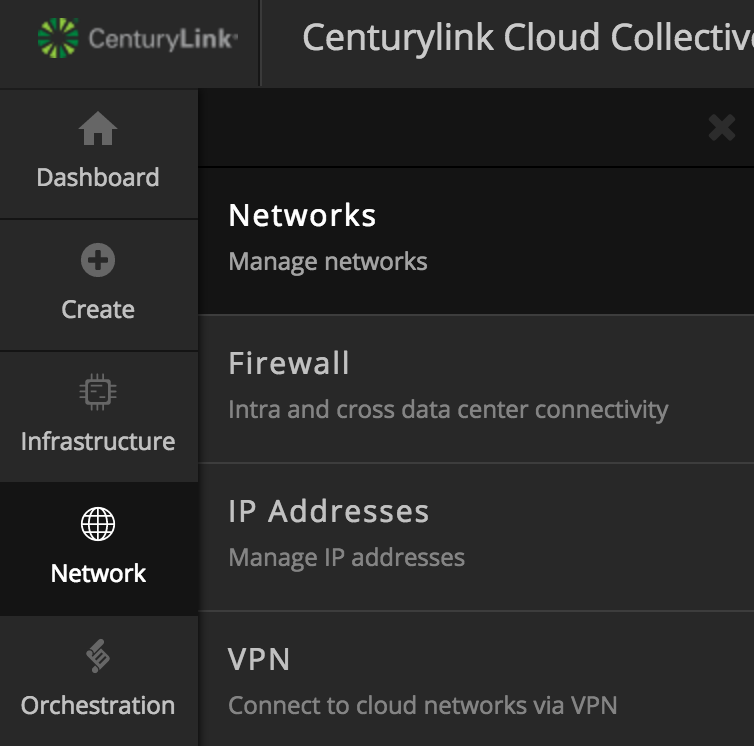 CenturyLink®
Centurylink Cloud Collective
Dashboard
Create
Infrastructure
Network
Orchestration
Networks
Manage networks
Firewall
Intra and cross data center connectivity
IP Addresses
Manage IP addresses
VPN
Connect to cloud networks via VPN